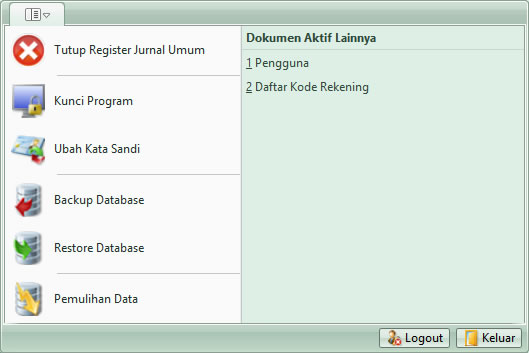 Tutup Register Jurnal Umum
Kunci Program
Ubah Kata Sandi
Backup Database
Restore Database
Pemulihan Data
Dokumen Aktif Lainnya
1 Pengguna
2 Daftar Kode Rekening
Logout
Keluar